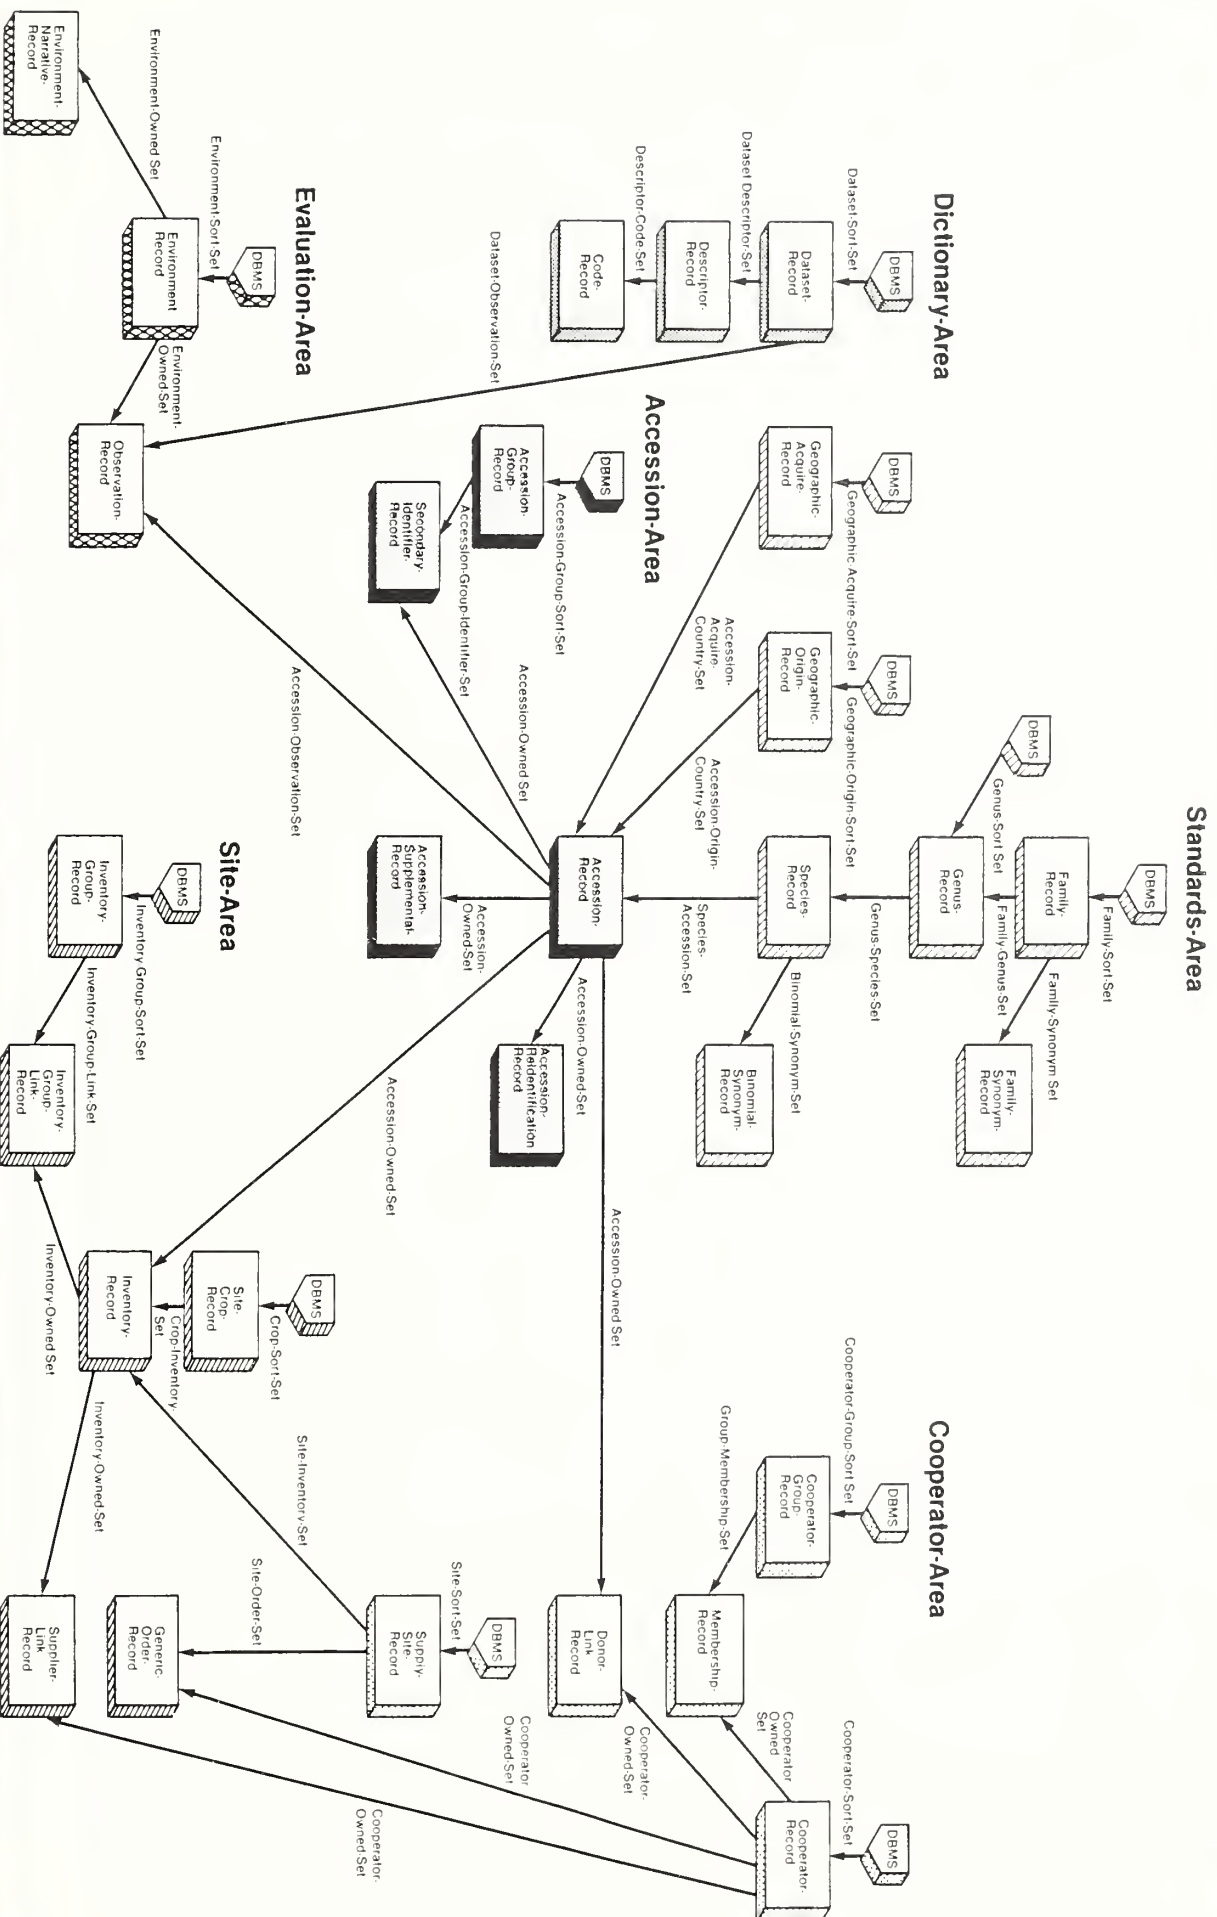 Standards-Area
DBMS
Family-Sort-Set
Family-
Record
Family-Synonym Set
Family-
Synonym-
Record
DBMS
Genus-Sort Set
Family-Genus-Set
Genus-
Record
Genus-Species-Set
Dictionary-Area
DBMS
Dataset-Sort-Set
Dataset-
Record
Dataset Descriptor-Set
Descriptor-
Record
Descriptor-Code-Set
Code-
Record
Dataset-Observation-Set
DBMS
Geographic Acquire-Sort-Set
Geographic-
Acquire-
Record
Accession-
Acquire-
Country-Set
DBMS
Geographic-Origin-Sort-Set
Geographic-
Origin-
Record
Accession-Origin-
Country-Set
Species-
Record
Binomial-Synonym-Set
Binomial-
Synonym-
Record
Species-
Accession-Set
Cooperator-Area
DBMS
Cooperator-Group-Sort Set
Cooperator-
Group-
Record
Group-Membership-Set
Membership-
Record
DBMS
Cooperator-Sort-Set
Cooperator-
Record
Cooperator
Owned
Set
Cooperator-
Owned-Set
Donor-
Link
Record
Cooperator
Owned-Set
Cooperator-
Owned-Set
DBMS
Site-Sort-Set
Supply-
Site-
Record
Site-Order-Set
Site-Inventory-Set
Generic
Order-
Record
Supplier-
Link
Record
Accession-Area
DBMS
Accession-Group-Sort-Set
Accession-
Group-
Record
Accession-Group-Identifier-Set
Secondary-
Identifier-
Record
Accession-Owned Set
Accession-
Record
Accession-Owned Set
Accession-Owned-Set
Accession-
Reidentification
Record
Accession-
Owned-Set
Accession-
Supplemental-
Record
Accession-Observation-Set
Accession-Owned-Set
Evaluation-Area
DBMS
Environment-Sort-Set
Environment
Record
Environment-Owned Set
Environment-
Narrative-
Record
Environment-
Owned-Set
Observation-
Record
Site-Area
DBMS
Inventory Group-Sort-Set
Inventory-
Group-
Record
Inventory-Group-Link-Set
Inventory-
Group-
Link-
Record
DBMS
Crop-Sort-Set
Site-
Crop-
Record
Crop-Inventory-
Set
Inventory-
Record
Inventory-Owned Set
Inventory-Owned-Set